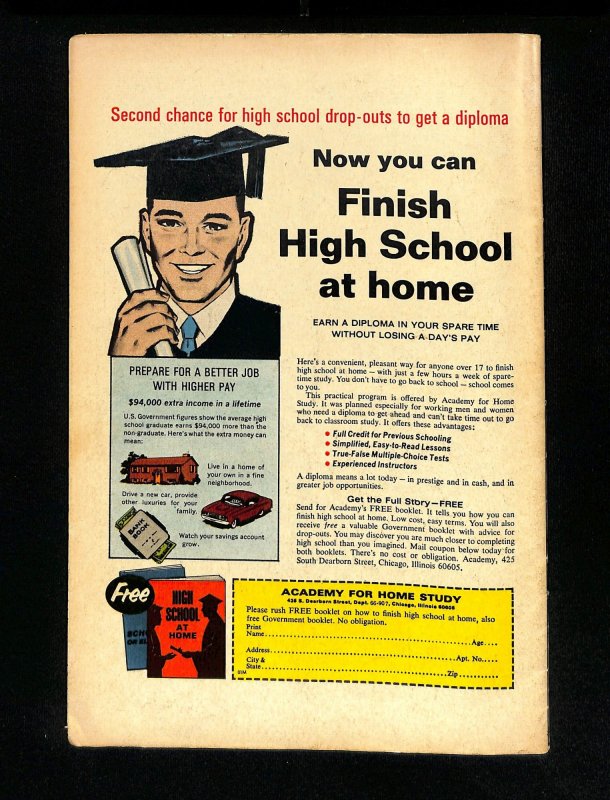 Second chance for high school drop-outs to get a diploma
Now you can
Finish
High School
at home
EARN A DIPLOMA IN YOUR SPARE TIME
WITHOUT LOSING A DAY'S PAY
PREPARE FOR A BETTER JOB
WITH HIGHER PAY
$94,000 extra income in a lifetime
U.S. Government figures show the average high
school graduate earns $94,000 more than the
non-graduate. Here's what the extra money can
mean:
Live in a home of
your own in a fine
neighborhood.
Drive a new car, provide
other luxuries for your
family.
BANK
BOOK
Watch your savings account
grow.
Here's a convenient, pleasant way for anyone over 17 to finish
high school at home — with just a few hours a week of spare-
time study. You don't have to go back to school — school comes
to you.
This practical program is offered by Academy for Home
Study. It was planned especially for working men and women
who need a diploma to get ahead and can't take time out to go
back to classroom study. It offers these advantages:
• Full Credit for Previous Schooling
• Simplified, Easy-to-Read Lessons
• True-False Multiple-Choice Tests
• Experienced Instructors
A diploma means a lot today — in prestige and in cash, and in
greater job opportunities.
Get the Full Story—FREE
Send for Academy's FREE booklet. It tells you how you can
finish high school at home. Low cost, easy terms. You will also
receive free a valuable Government booklet with advice for
drop-outs. You may discover you are much closer to completing
high school than you imagined. Mail coupon below today for
both booklets. There's no cost or obligation. Academy, 425
South Dearborn Street, Chicago, Illinois 60605.
Free
HIGH
SCHOOL
AT
HOME
SCHO
OR EL
ACADEMY FOR HOME STUDY
425 S. Dearborn Street, Dept. 55-907, Chicago, Illinois 60605
Please rush FREE booklet on how to finish high school at home, also
free Government booklet. No obligation.
Print
Name Age
Address Apt. No.
City &
State Zip